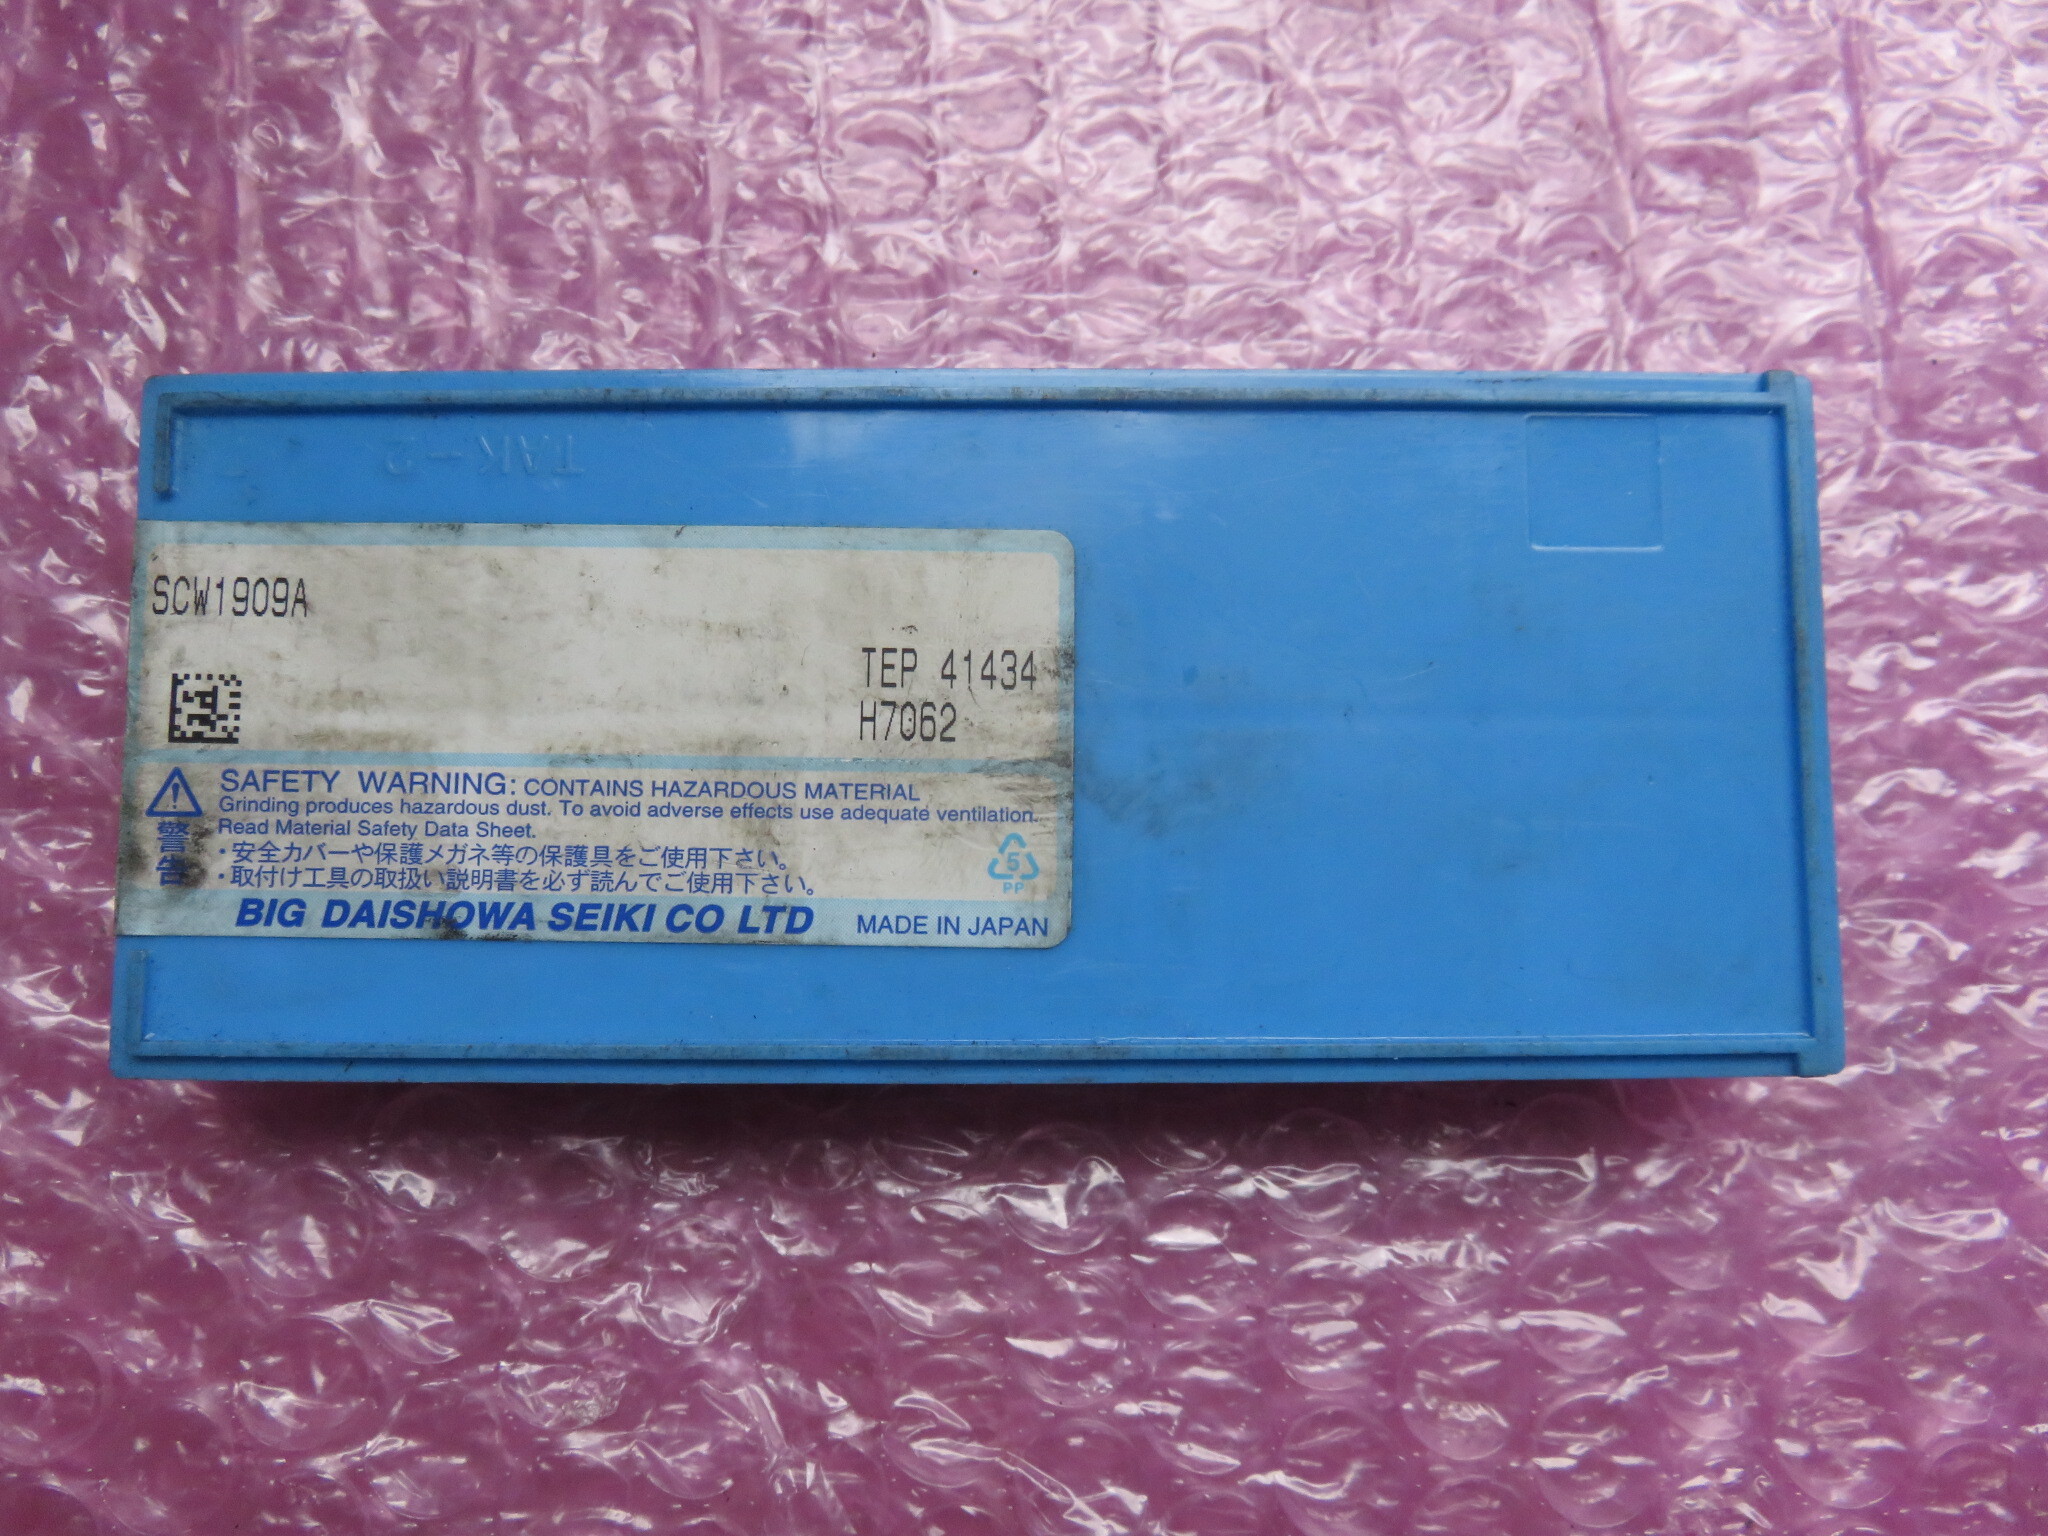 TAK-2
SCW1909A
TEP 41434
H7062
SAFETY WARNING: CONTAINS HAZARDOUS MATERIAL
Grinding produces hazardous dust. To avoid adverse effects use adequate ventilation.
Read Material Safety Data Sheet.
警告
・安全カバーや保護メガネ等の保護具をご使用下さい。
・取付け工具の取扱い説明書を必ず読んでご使用下さい。
5
PP
BIG DAISHOWA SEIKI CO LTD
MADE IN JAPAN